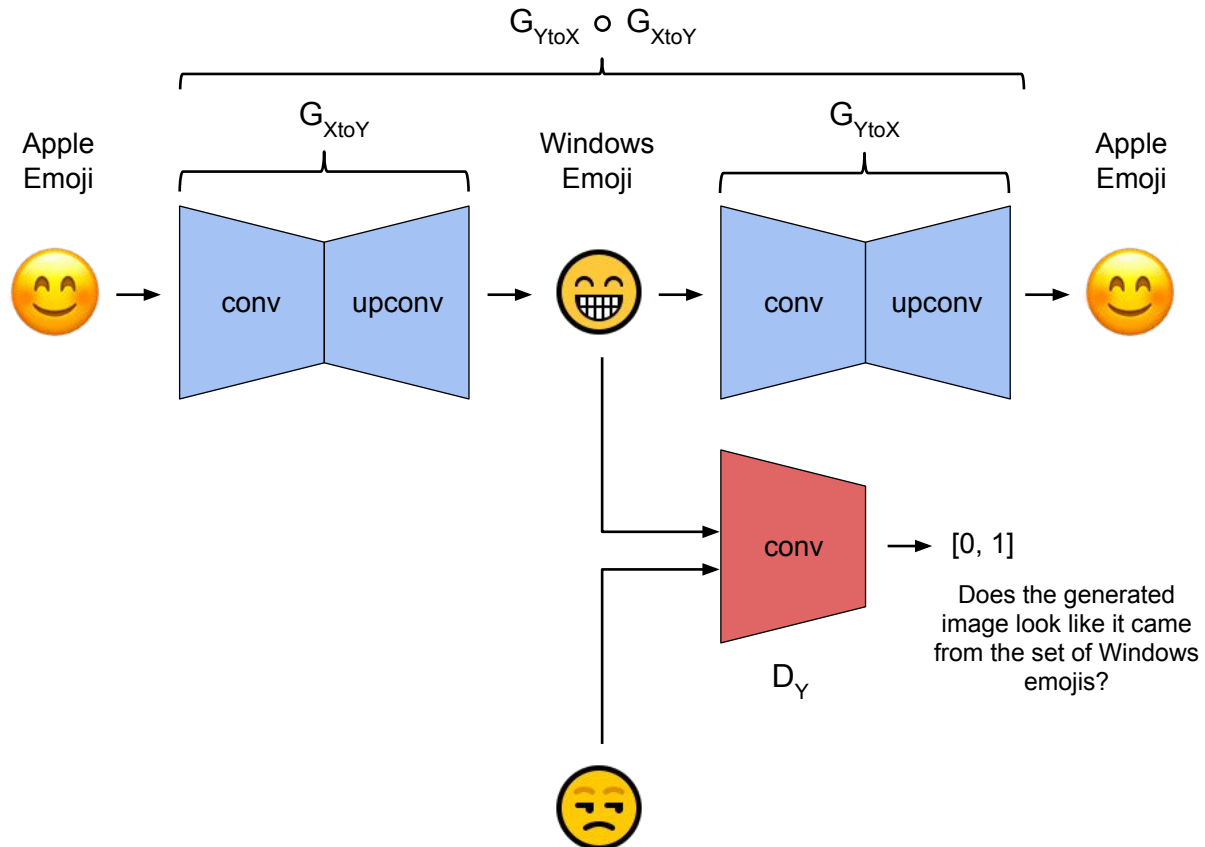 G_YtoX o G_XtoY
G_XtoY
G_YtoX
Apple
Emoji
Windows
Emoji
Apple
Emoji
conv
upconv
conv
upconv
conv
[0, 1]
Does the generated
image look like it came
from the set of Windows
emojis?
D_Y